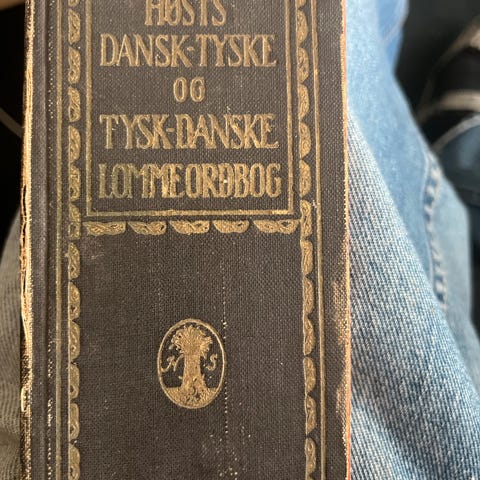 HØSTS
DANSK-TYSKE
OG
TYSK-DANSKE
LOMMEORDBOG
H S